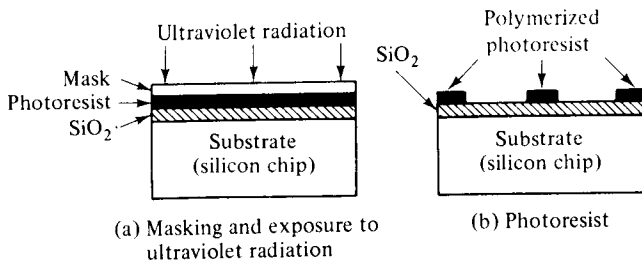 Ultraviolet radiation
Mask
Photoresist
SiO₂
Substrate
(silicon chip)
(a) Masking and exposure to
ultraviolet radiation
Polymerized
photoresist
SiO₂
Substrate
(silicon chip)
(b) Photoresist